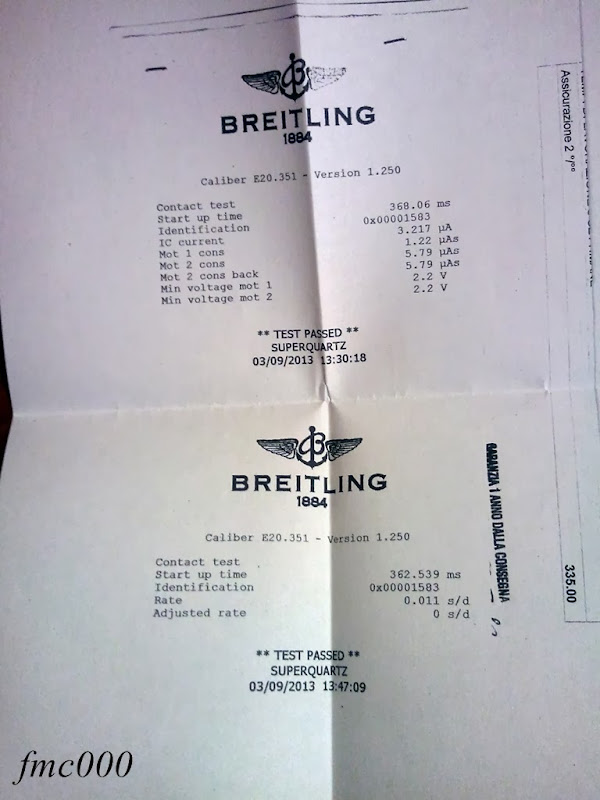 BREITLING
1884
Caliber E20.351 - Version 1.250
Contact test
Start up time 368.06 ms
Identification 0x00001583
IC current 3.217 µA
Mot 1 cons 1.22 µAs
Mot 2 cons 5.79 µAs
Mot 2 cons back 5.79 µAs
Min voltage mot 1 2.2 V
Min voltage mot 2 2.2 V
** TEST PASSED **
SUPERQUARTZ
03/09/2013 13:30:18
BREITLING
1884
Caliber E20.351 - Version 1.250
Contact test
Start up time 362.539 ms
Identification 0x00001583
Rate 0.011 s/d
Adjusted rate 0 s/d
** TEST PASSED **
SUPERQUARTZ
03/09/2013 13:47:09
Assicurazione 2 º/ºº
335.00
GARANZIA 1 ANNO DALLA CONSEGNA
fmc000